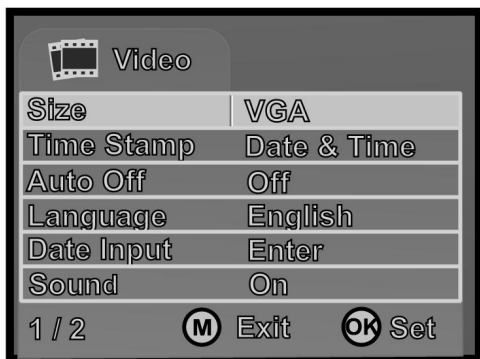 Video
Size VGA
Time Stamp Date & Time
Auto Off Off
Language English
Date Input Enter
Sound On
1 / 2 M Exit OK Set